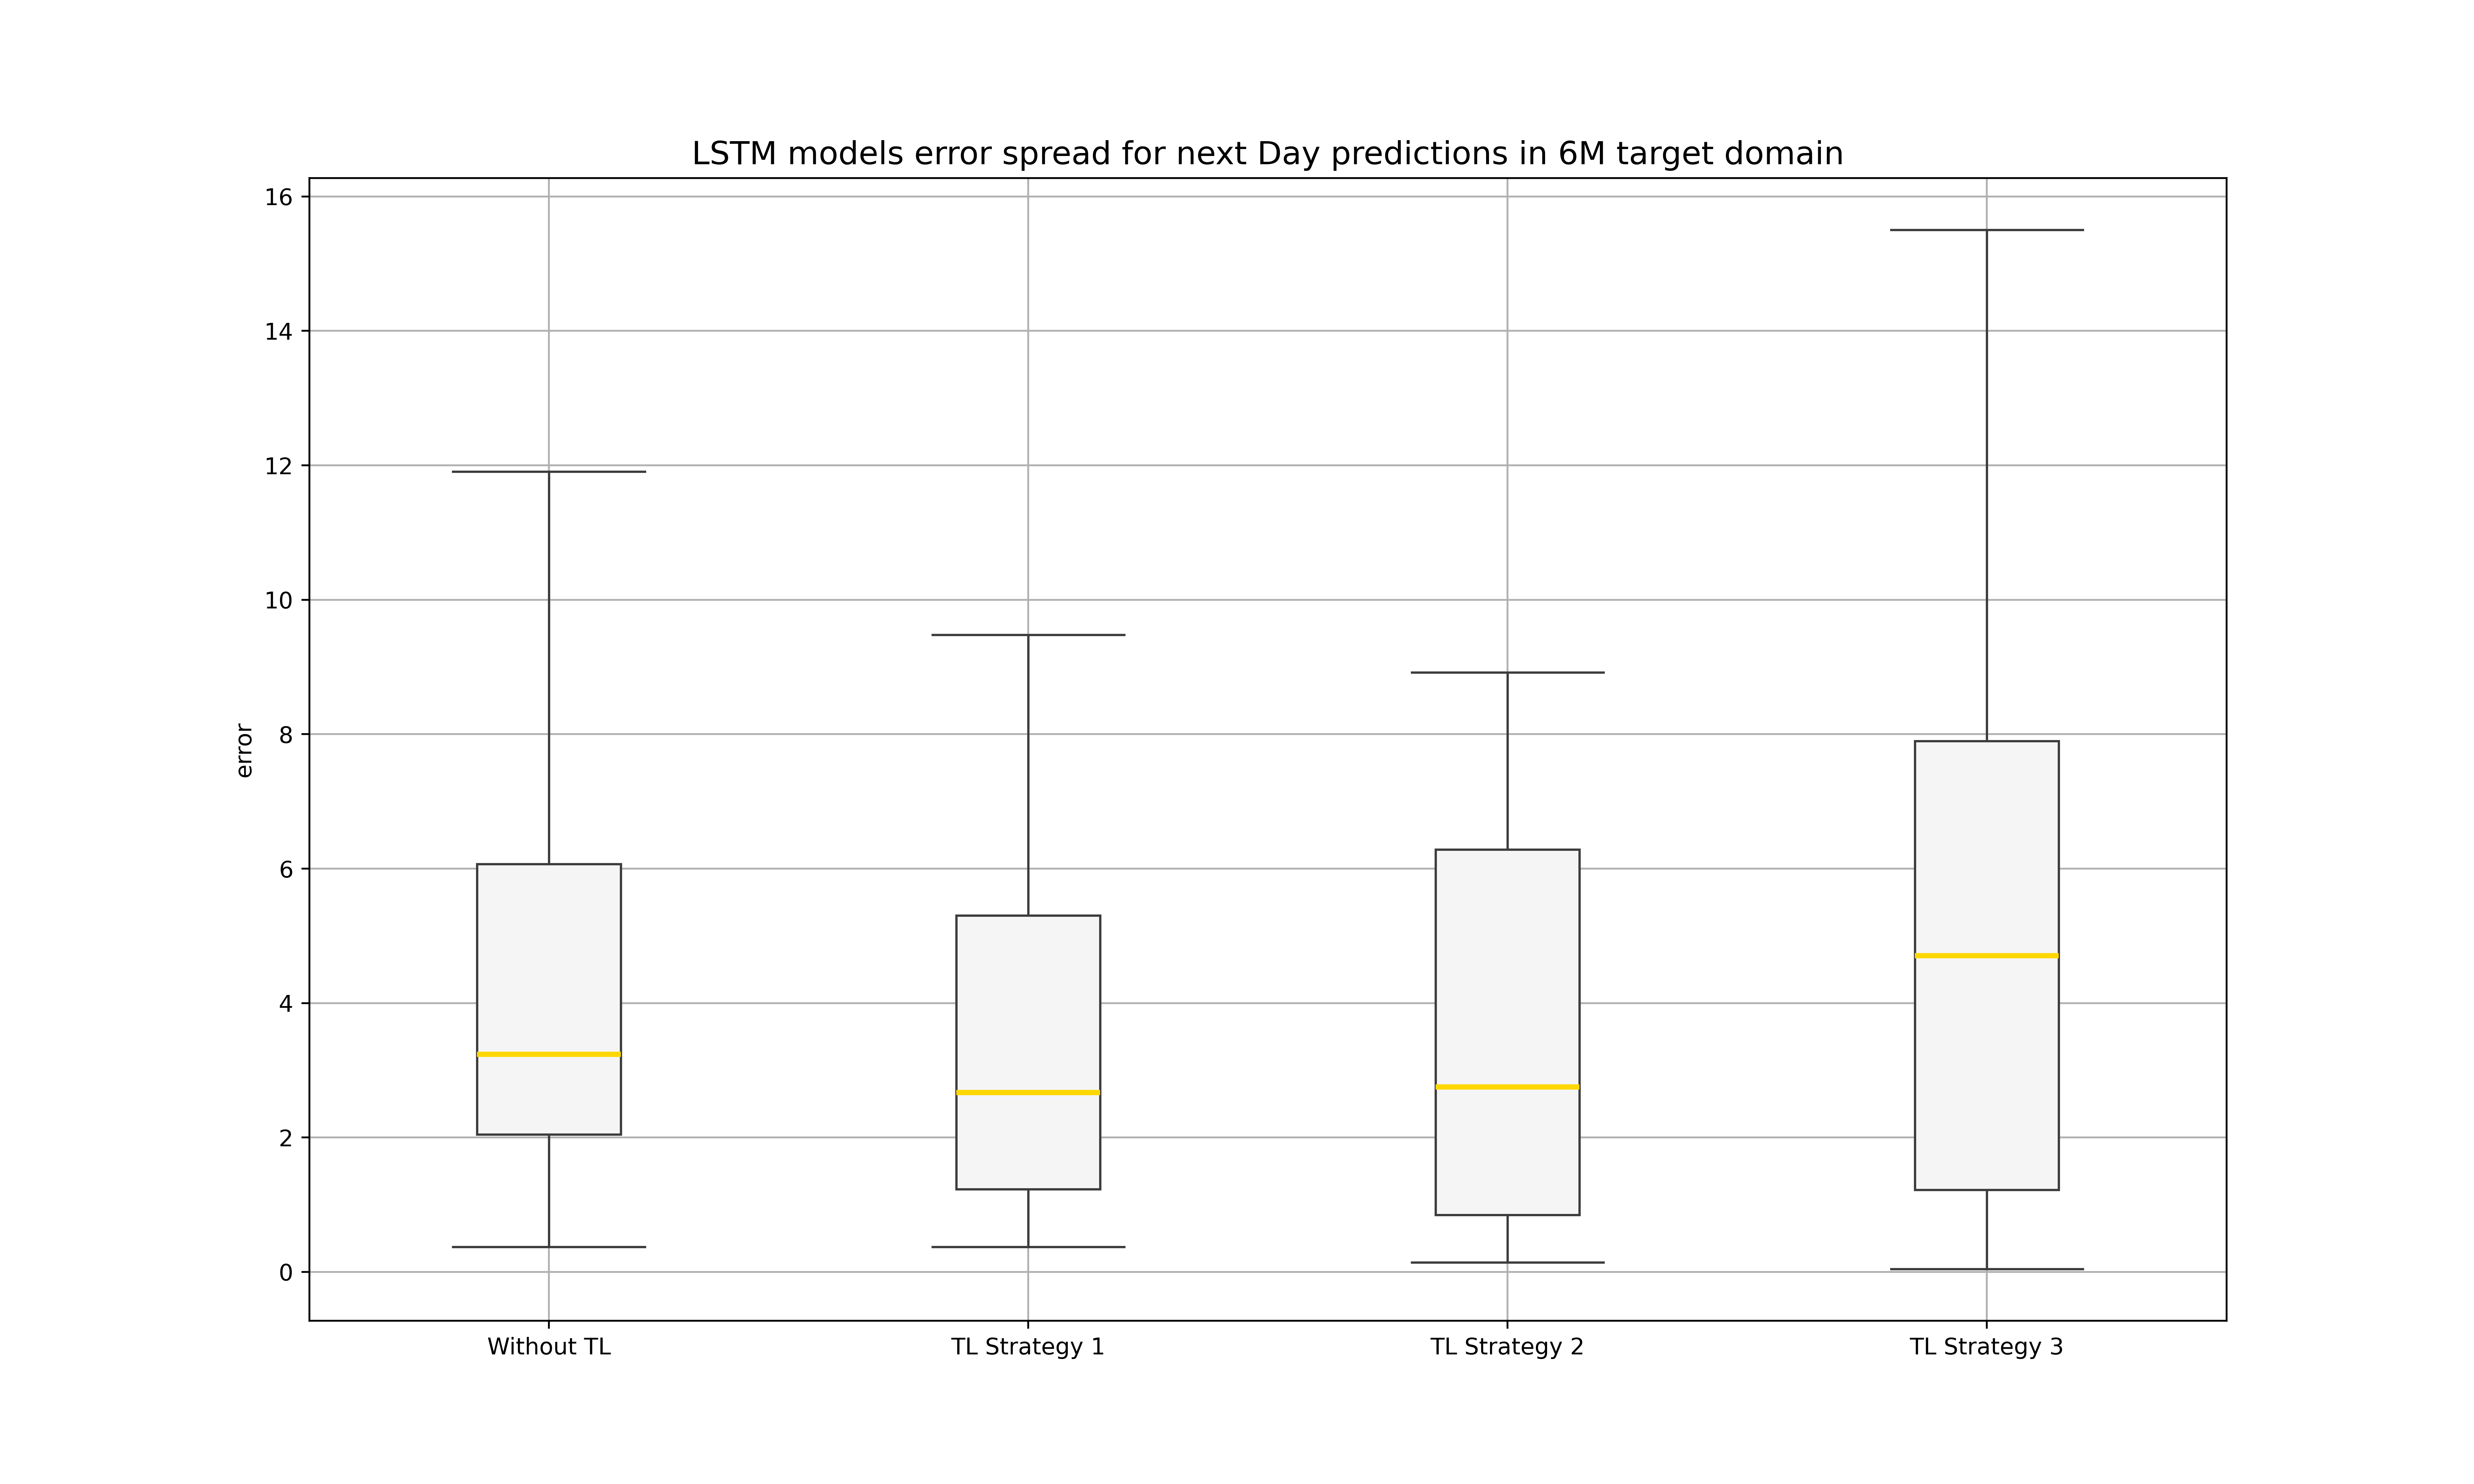 LSTM models error spread for next Day predictions in 6M target domain
16
14
12
10
8
6
4
2
0
error
Without TL
TL Strategy 1
TL Strategy 2
TL Strategy 3